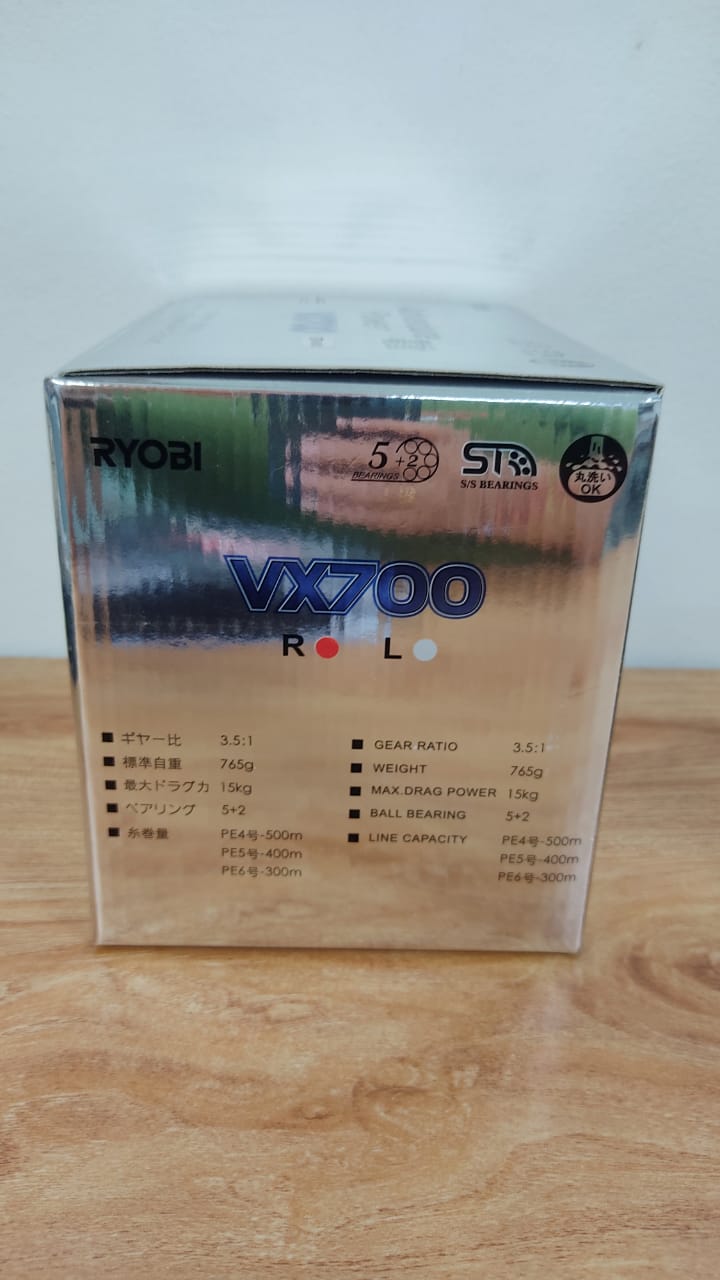 RYOBI
5+2
BEARINGS
STR
S/S BEARINGS
丸洗い
OK
VX700
R L
■ ギヤー比 3.5:1
■ 標準自重 765g
■ 最大ドラグカ 15kg
■ ベアリング 5+2
■ 糸巻量 PE4号-500m
PE5号-400m
PE6号-300m
■ GEAR RATIO 3.5:1
■ WEIGHT 765g
■ MAX.DRAG POWER 15kg
■ BALL BEARING 5+2
■ LINE CAPACITY PE4号-500m
PE5号-400m
PE6号-300m